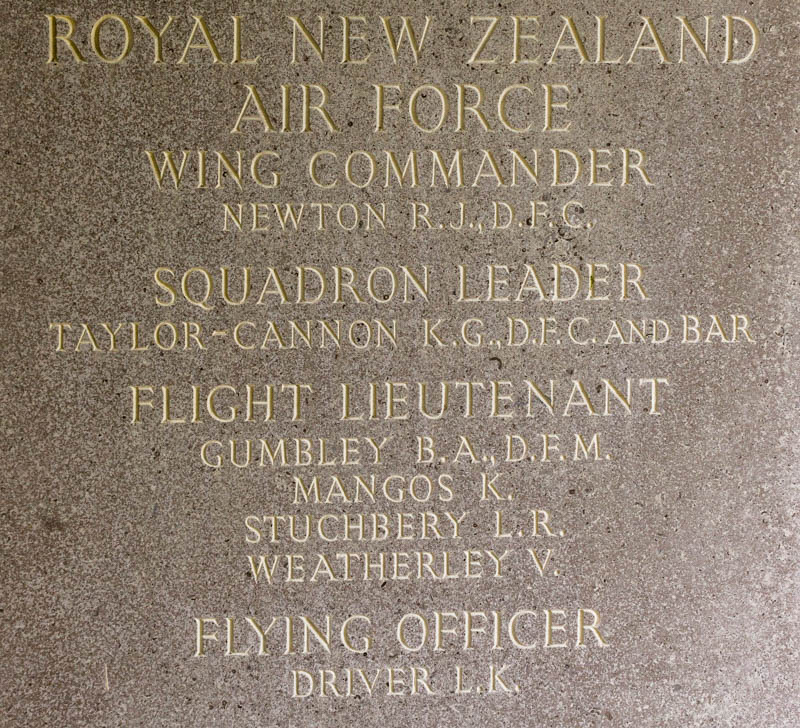 ROYAL NEW ZEALAND
AIR FORCE
WING COMMANDER
NEWTON R.J., D.F.C.
SQUADRON LEADER
TAYLOR-CANNON K.G., D.F.C. AND BAR
FLIGHT LIEUTENANT
GUMBLEY B.A., D.F.M.
MANGOS K.
STUCHBERY L.R.
WEATHERLEY V.
FLYING OFFICER
DRIVER L.K.